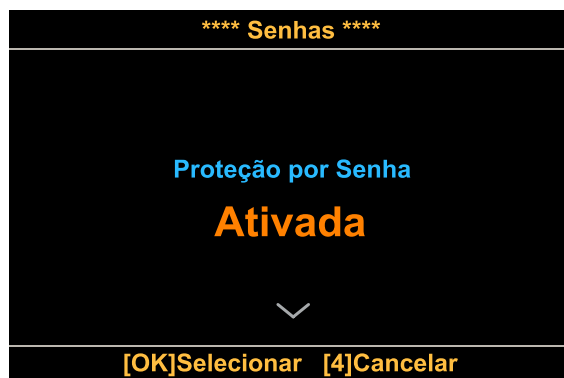 **** Senhas ****
Proteção por Senha
Ativada
[OK]Selecionar [4]Cancelar